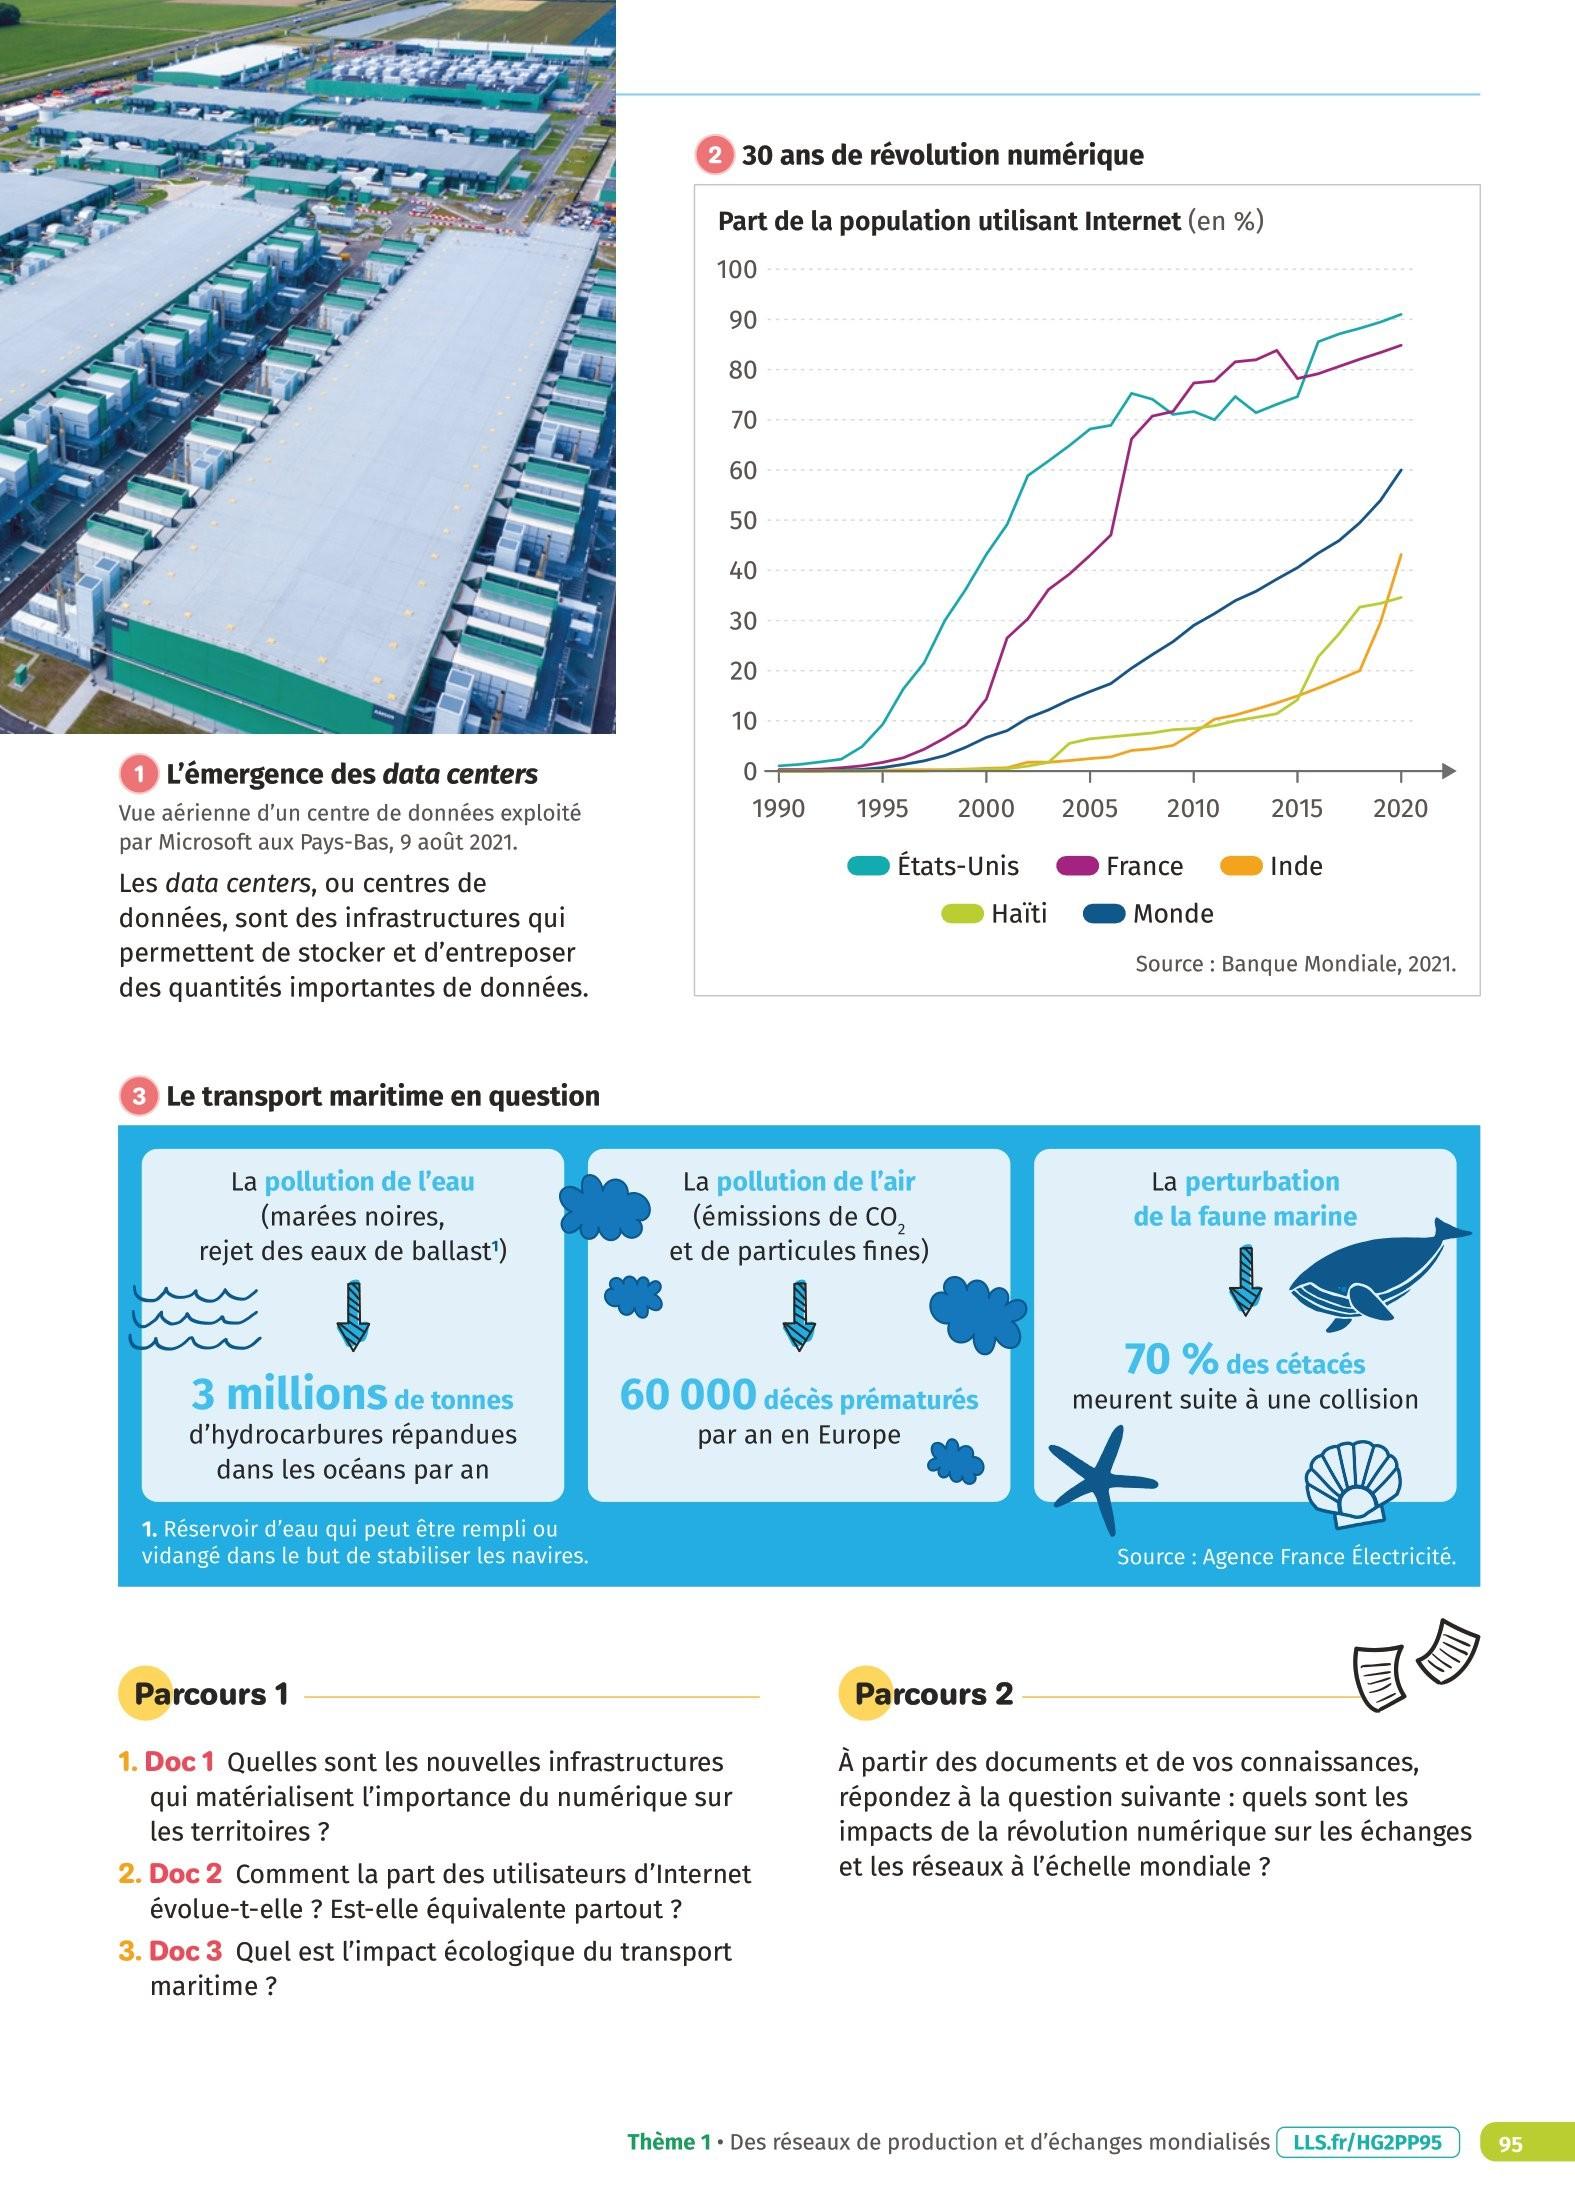 1 L'émergence des data centers
Vue aérienne d'un centre de données exploité
par Microsoft aux Pays-Bas, 9 août 2021.
Les data centers, ou centres de
données, sont des infrastructures qui
permettent de stocker et d'entreposer
des quantités importantes de données.
2 30 ans de révolution numérique
Part de la population utilisant Internet (en %)
100
90
80
70
60
50
40
30
20
10
0
1990 1995 2000 2005 2010 2015 2020
États-Unis France Inde
Haïti Monde
Source : Banque Mondiale, 2021.
3 Le transport maritime en question
La pollution de l'eau
(marées noires,
rejet des eaux de ballast¹)
3 millions de tonnes
d'hydrocarbures répandues
dans les océans par an
La pollution de l'air
(émissions de CO₂
et de particules fines)
60 000 décès prématurés
par an en Europe
La perturbation
de la faune marine
70 % des cétacés
meurent suite à une collision
1. Réservoir d'eau qui peut être rempli ou
vidangé dans le but de stabiliser les navires.
Source : Agence France Électricité.
Parcours 1
1. Doc 1 Quelles sont les nouvelles infrastructures
qui matérialisent l'importance du numérique sur
les territoires ?
2. Doc 2 Comment la part des utilisateurs d'Internet
évolue-t-elle ? Est-elle équivalente partout ?
3. Doc 3 Quel est l'impact écologique du transport
maritime ?
Parcours 2
À partir des documents et de vos connaissances,
répondez à la question suivante : quels sont les
impacts de la révolution numérique sur les échanges
et les réseaux à l'échelle mondiale ?
Thème 1 • Des réseaux de production et d'échanges mondialisés LLS.fr/HG2PP95 95